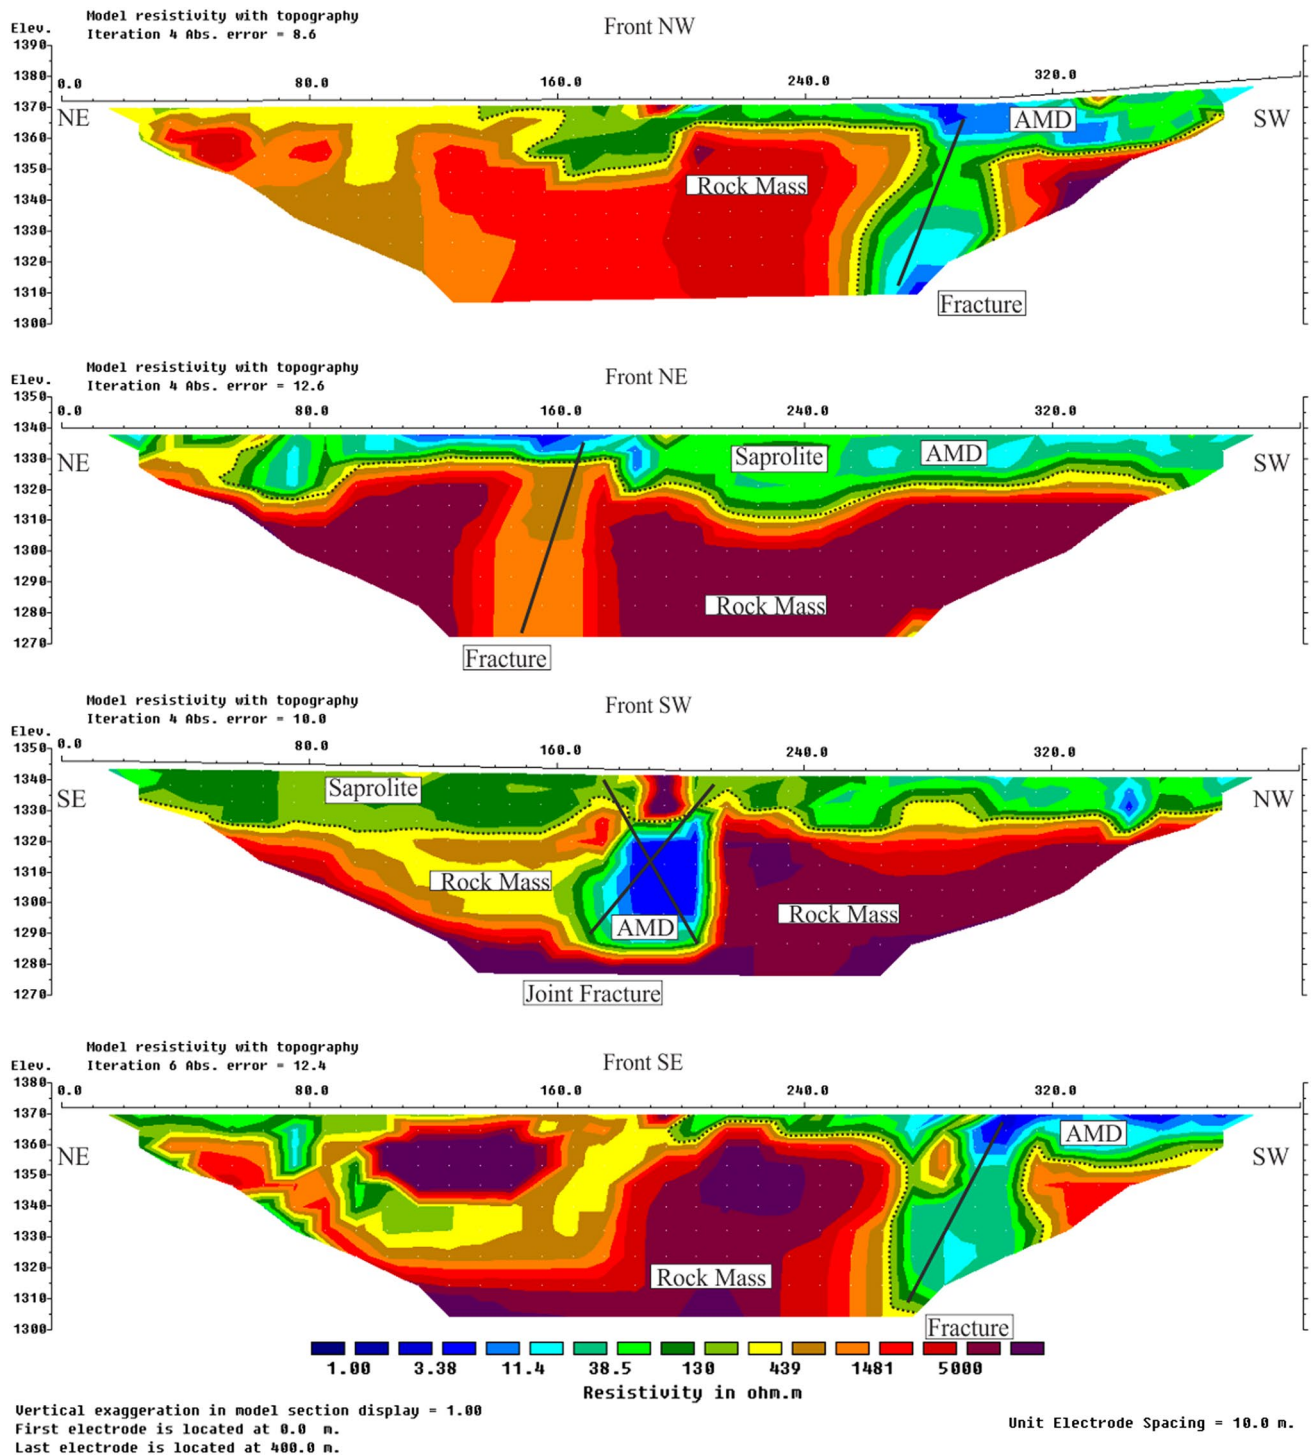 Model resistivity with topography
Iteration 4 Abs. error = 8.6
Front NW
Elev.
1390
1380
0.0 80.0 160.0 240.0 320.0
1370
NE AMD SW
1360
1350
Rock Mass
1340
1330
1320
1310
Fracture
1300
Model resistivity with topography
Iteration 4 Abs. error = 12.6
Front NE
Elev.
1350
0.0 80.0 160.0 240.0 320.0
1340
NE Saprolite AMD SW
1330
1320
1310
1300
1290
1280
Rock Mass
1270
Fracture
Model resistivity with topography
Iteration 4 Abs. error = 10.0
Front SW
Elev.
1350
0.0 80.0 160.0 240.0 320.0
1340
Saprolite
SE NW
1330
1320
1310
Rock Mass
1300
Rock Mass
1290
AMD
1280
1270
Joint Fracture
Model resistivity with topography
Iteration 6 Abs. error = 12.4
Front SE
Elev.
1380
0.0 80.0 160.0 240.0 320.0
1370
AMD
1360
NE SW
1350
1340
1330
1320
Rock Mass
1310
1300
Fracture
1.00 3.38 11.4 38.5 130 439 1481 5000
Resistivity in ohm.m
Vertical exaggeration in model section display = 1.00
First electrode is located at 0.0 m.
Last electrode is located at 400.0 m.
Unit Electrode Spacing = 10.0 m.